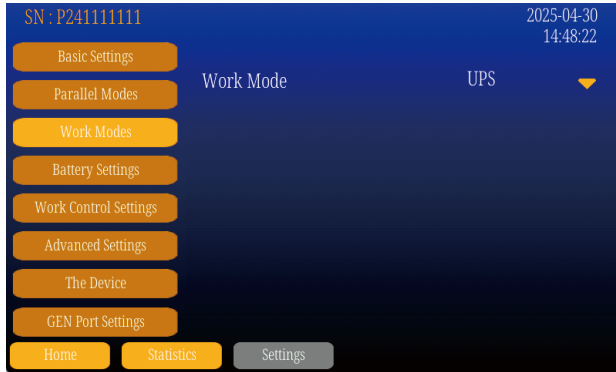 SN : P241111111
2025-04-30
14:48:22
Basic Settings
Parallel Modes
Work Modes
Battery Settings
Work Control Settings
Advanced Settings
The Device
GEN Port Settings
Work Mode
UPS
Home
Statistics
Settings